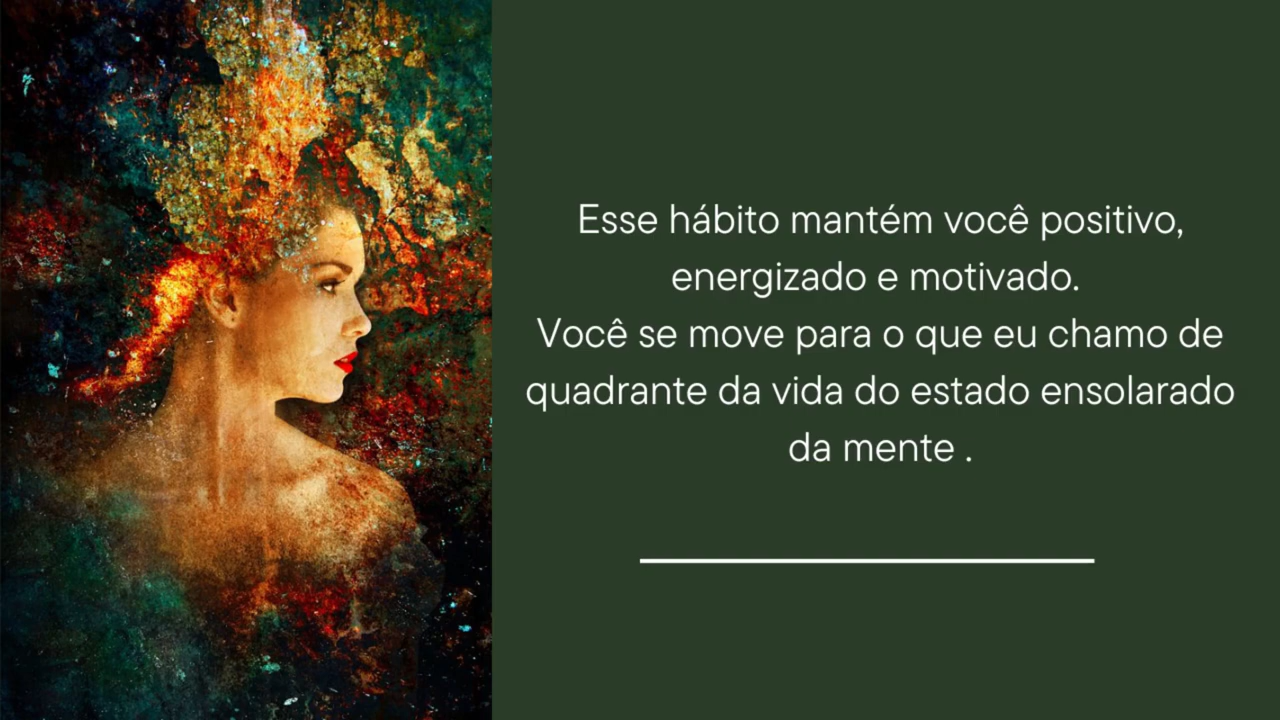 Esse hábito mantém você positivo,
energizado e motivado.
Você se move para o que eu chamo de
quadrante da vida do estado ensolarado
da mente .